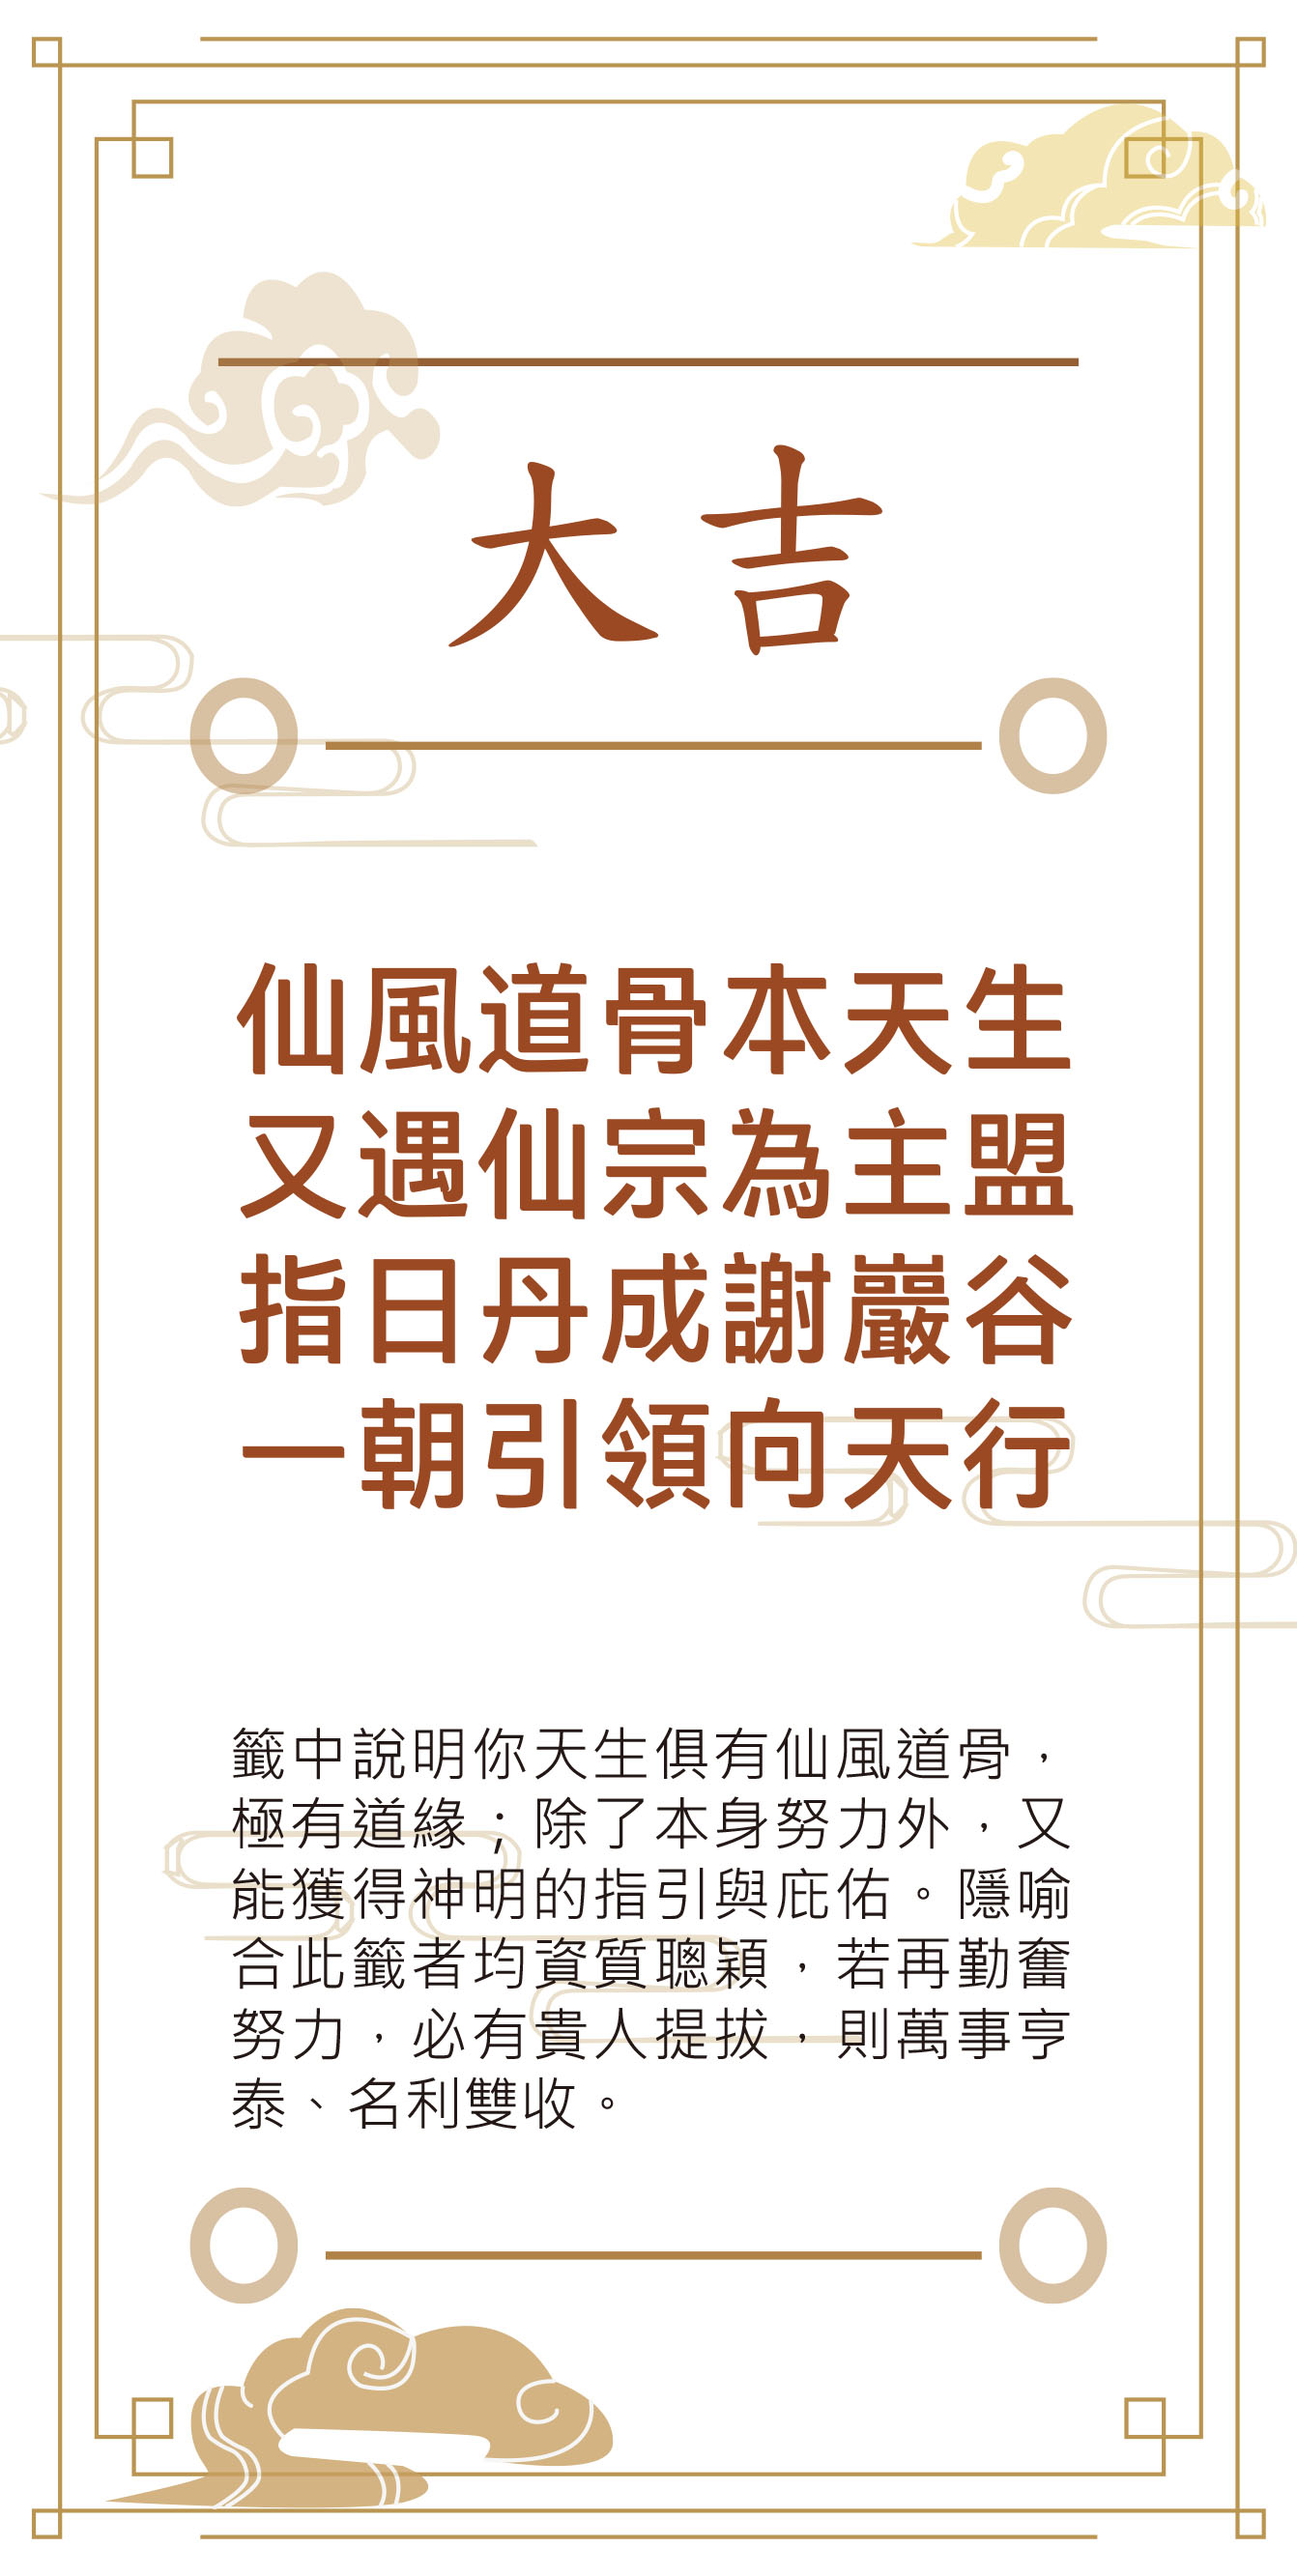 大吉
仙風道骨本天生
又遇仙宗為主盟
指日丹成謝巖谷
一朝引領向天行
籤中說明你天生俱有仙風道骨，
極有道緣；除了本身努力外，又
能獲得神明的指引與庇佑。隱喻
合此籤者均資質聰穎，若再勤奮
努力，必有貴人提拔，則萬事亨
泰、名利雙收。